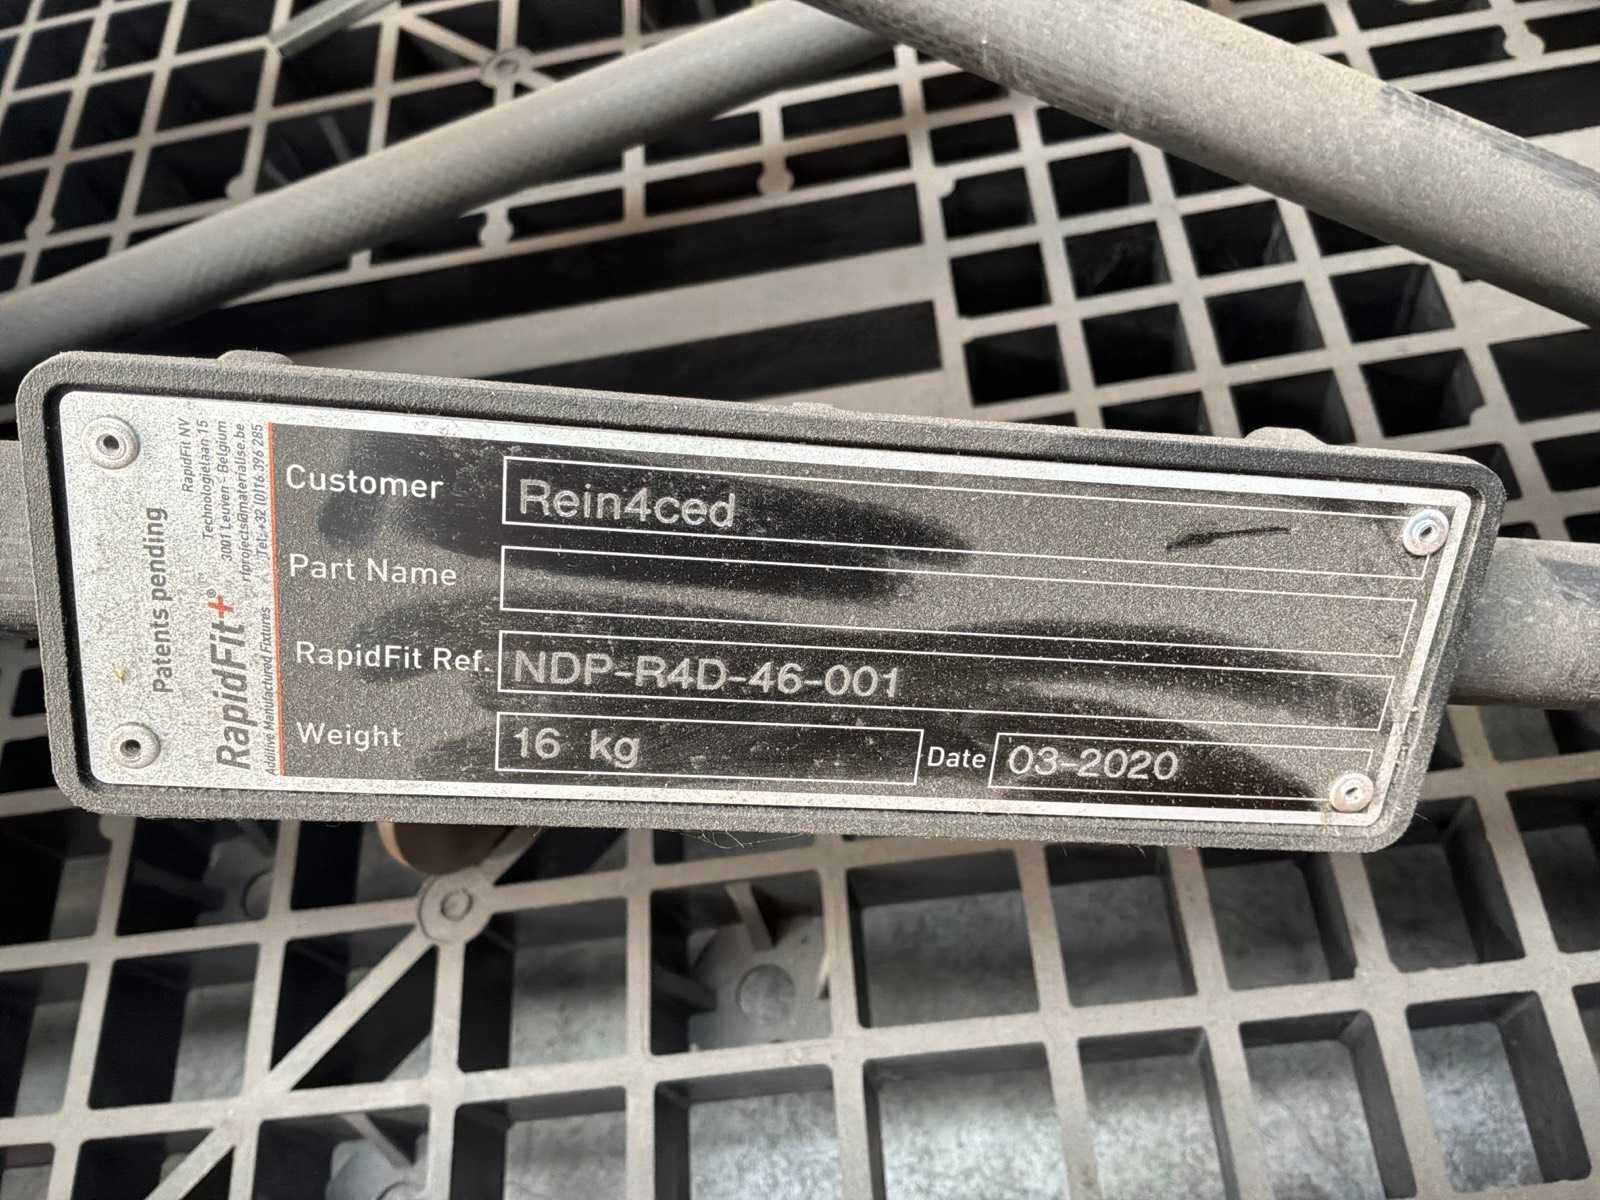 Patents pending
RapidFit+®
Additive Manufactured Fixtures
RapidFit NV
Technologielaan 15
3001 Leuven - Belgium
rfprojects@materialise.be
Tel: +32 (0)16 396 285
Customer Rein4ced
Part Name
RapidFit Ref. NDP-R4D-46-001
Weight 16 kg Date 03-2020